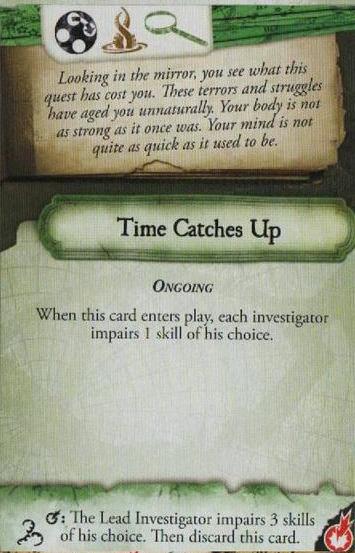 Looking in the mirror, you see what this
quest has cost you. These terrors and struggles
have aged you unnaturally. Your body is not
as strong as it once was. Your mind is not
quite as quick as it used to be.
Time Catches Up
ONGOING
When this card enters play, each investigator
impairs 1 skill of his choice.
: The Lead Investigator impairs 3 skills
of his choice. Then discard this card.